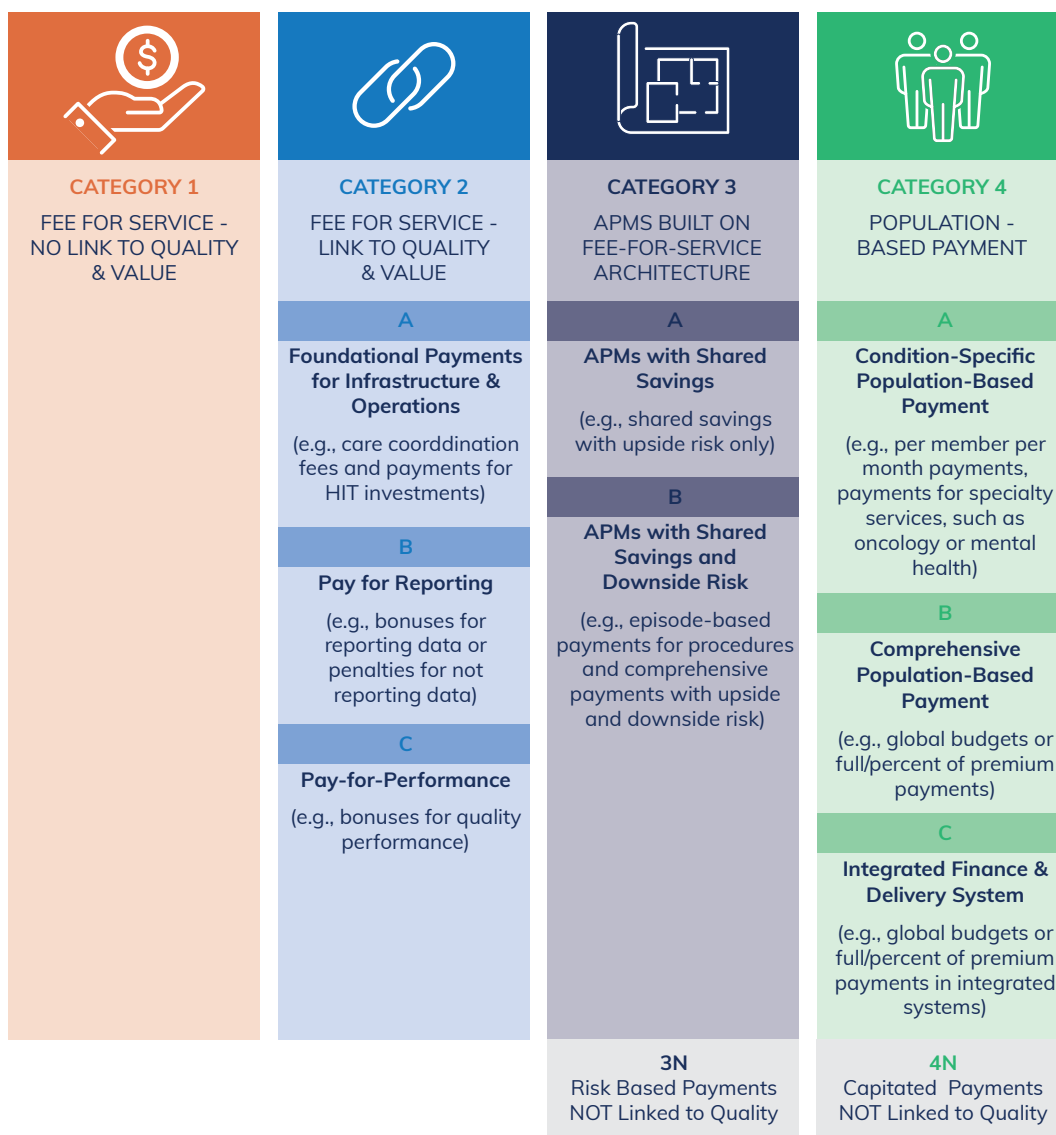 $
CATEGORY 1
FEE FOR SERVICE -
NO LINK TO QUALITY
& VALUE
CATEGORY 2
FEE FOR SERVICE -
LINK TO QUALITY
& VALUE
A
Foundational Payments
for Infrastructure &
Operations
(e.g., care coorddination
fees and payments for
HIT investments)
B
Pay for Reporting
(e.g., bonuses for
reporting data or
penalties for not
reporting data)
C
Pay-for-Performance
(e.g., bonuses for quality
performance)
CATEGORY 3
APMS BUILT ON
FEE-FOR-SERVICE
ARCHITECTURE
A
APMs with Shared
Savings
(e.g., shared savings
with upside risk only)
B
APMs with Shared
Savings and
Downside Risk
(e.g., episode-based
payments for procedures
and comprehensive
payments with upside
and downside risk)
3N
Risk Based Payments
NOT Linked to Quality
CATEGORY 4
POPULATION -
BASED PAYMENT
A
Condition-Specific
Population-Based
Payment
(e.g., per member per
month payments,
payments for specialty
services, such as
oncology or mental
health)
B
Comprehensive
Population-Based
Payment
(e.g., global budgets or
full/percent of premium
payments)
C
Integrated Finance &
Delivery System
(e.g., global budgets or
full/percent of premium
payments in integrated
systems)
4N
Capitated Payments
NOT Linked to Quality